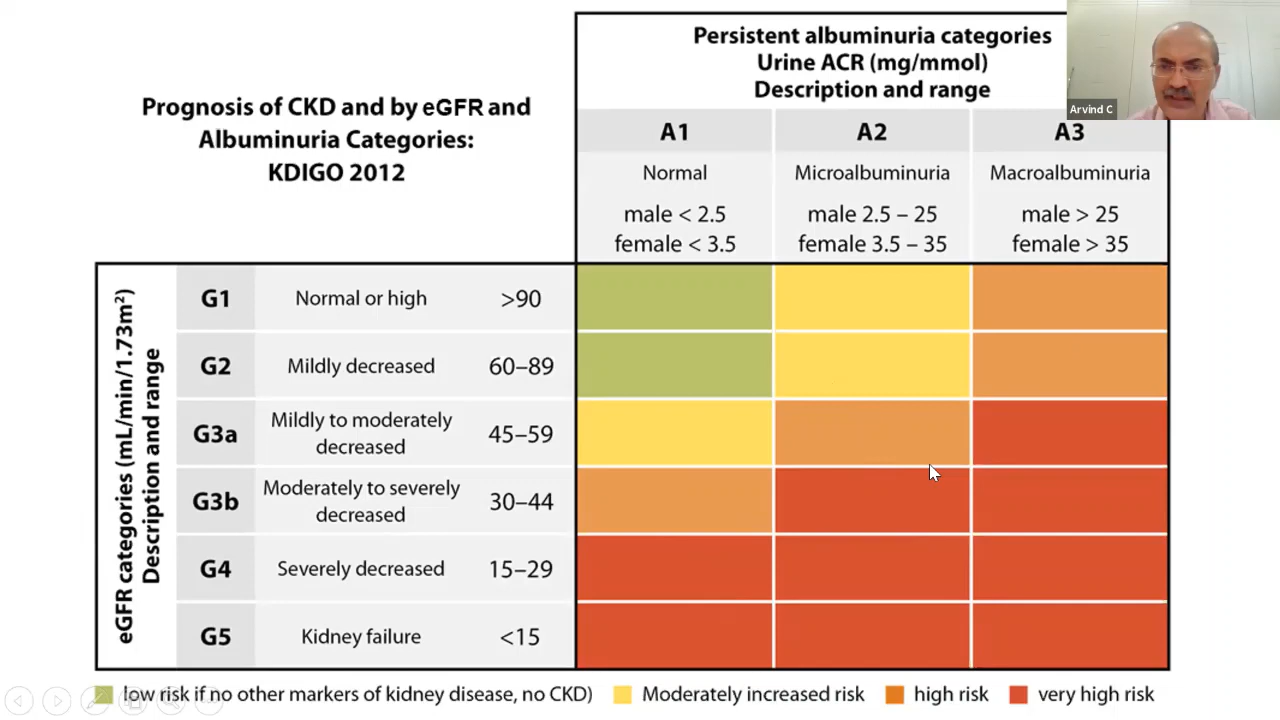 Prognosis of CKD and by eGFR and
Albuminuria Categories:
KDIGO 2012
Persistent albuminuria categories
Urine ACR (mg/mmol)
Description and range
Arvind C
A1
A2
A3
Normal
Microalbuminuria
Macroalbuminuria
male < 2.5
male 2.5 – 25
male > 25
female < 3.5
female 3.5 – 35
female > 35
eGFR categories (mL/min/1.73m²)
Description and range
G1 Normal or high >90
G2 Mildly decreased 60–89
G3a Mildly to moderately
decreased 45–59
G3b Moderately to severely
decreased 30–44
G4 Severely decreased 15–29
G5 Kidney failure <15
low risk if no other markers of kidney disease, no CKD)
Moderately increased risk
high risk
very high risk